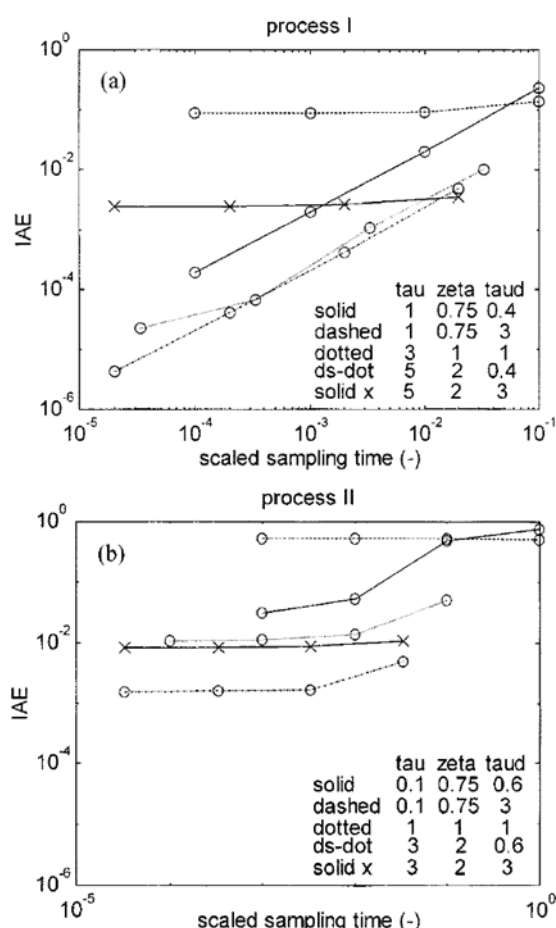 process I
10^0
(a)
10^-2
IAE
10^-4
tau zeta taud
solid 1 0.75 0.4
dashed 1 0.75 3
dotted 3 1 1
ds-dot 5 2 0.4
solid x 5 2 3
10^-6
10^-5 10^-4 10^-3 10^-2 10^-1
scaled sampling time (-)
process II
10^0
(b)
10^-2
IAE
10^-4
tau zeta taud
solid 0.1 0.75 0.6
dashed 0.1 0.75 3
dotted 1 1 1
ds-dot 3 2 0.6
solid x 3 2 3
10^-6
10^-5 10^0
scaled sampling time (-)